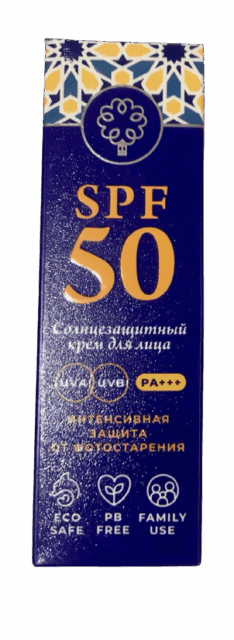 SPF
50
Солнцезащитный
крем для лица
UVA UVB PA+++
ИНТЕНСИВНАЯ
ЗАЩИТА
ОТ ФОТОСТАРЕНИЯ
ECO PB FAMILY
SAFE FREE USE